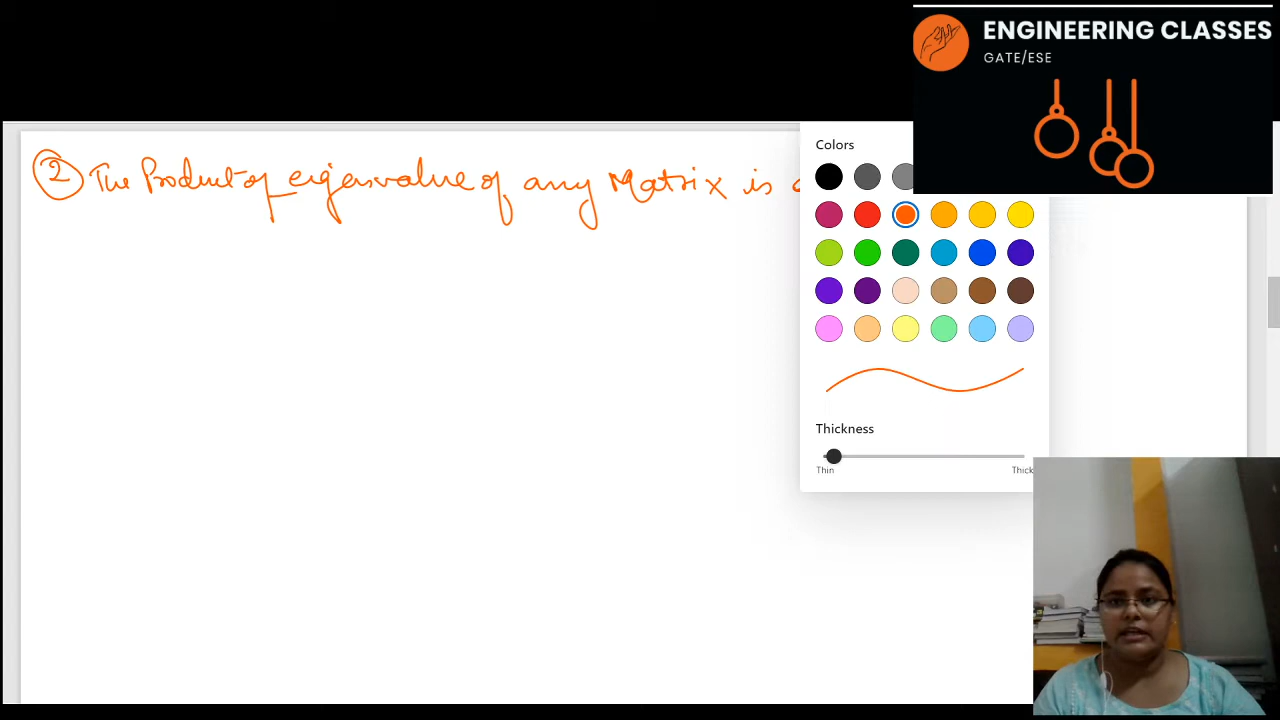 ENGINEERING CLASSES
GATE/ESE
Colors
② The Product of eigenvalue of any Matrix is
Thickness
Thin
Thick